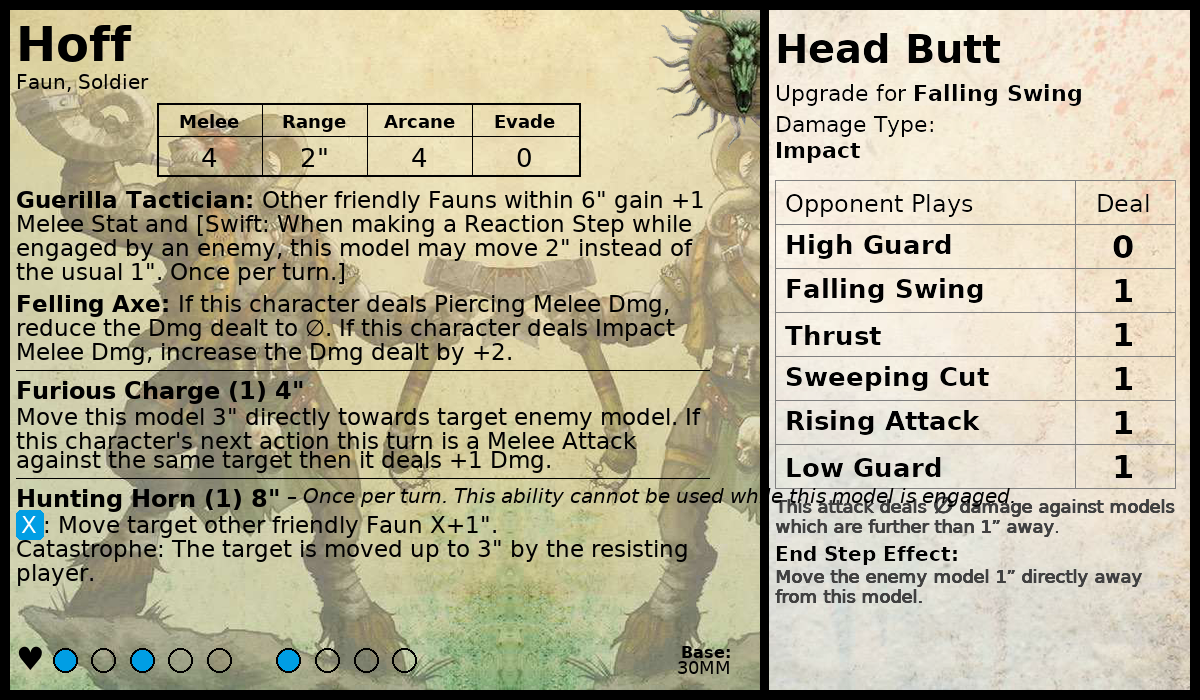 Hoff
Faun, Soldier
Melee Range Arcane Evade
4 2" 4 0
Guerilla Tactician: Other friendly Fauns within 6" gain +1
Melee Stat and [Swift: When making a Reaction Step while
engaged by an enemy, this model may move 2" instead of
the usual 1". Once per turn.]
Felling Axe: If this character deals Piercing Melee Dmg,
reduce the Dmg dealt to ∅. If this character deals Impact
Melee Dmg, increase the Dmg dealt by +2.
Furious Charge (1) 4"
Move this model 3" directly towards target enemy model. If
this character's next action this turn is a Melee Attack
against the same target then it deals +1 Dmg.
Hunting Horn (1) 8" – Once per turn. This ability cannot be used while this model is engaged.
X: Move target other friendly Faun X+1".
Catastrophe: The target is moved up to 3" by the resisting
player.
♥
Base:
30MM
Head Butt
Upgrade for Falling Swing
Damage Type:
Impact
Opponent Plays Deal
High Guard 0
Falling Swing 1
Thrust 1
Sweeping Cut 1
Rising Attack 1
Low Guard 1
This attack deals ∅ damage against models
which are further than 1” away.
End Step Effect:
Move the enemy model 1” directly away
from this model.